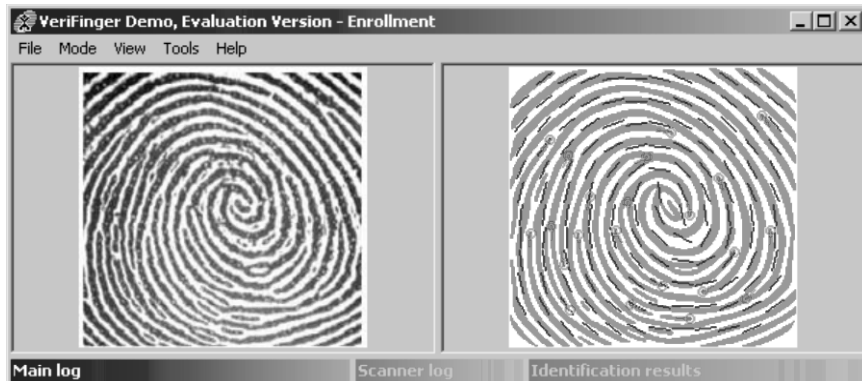 VeriFinger Demo, Evaluation Version - Enrollment
File Mode View Tools Help
Main log Scanner log Identification results